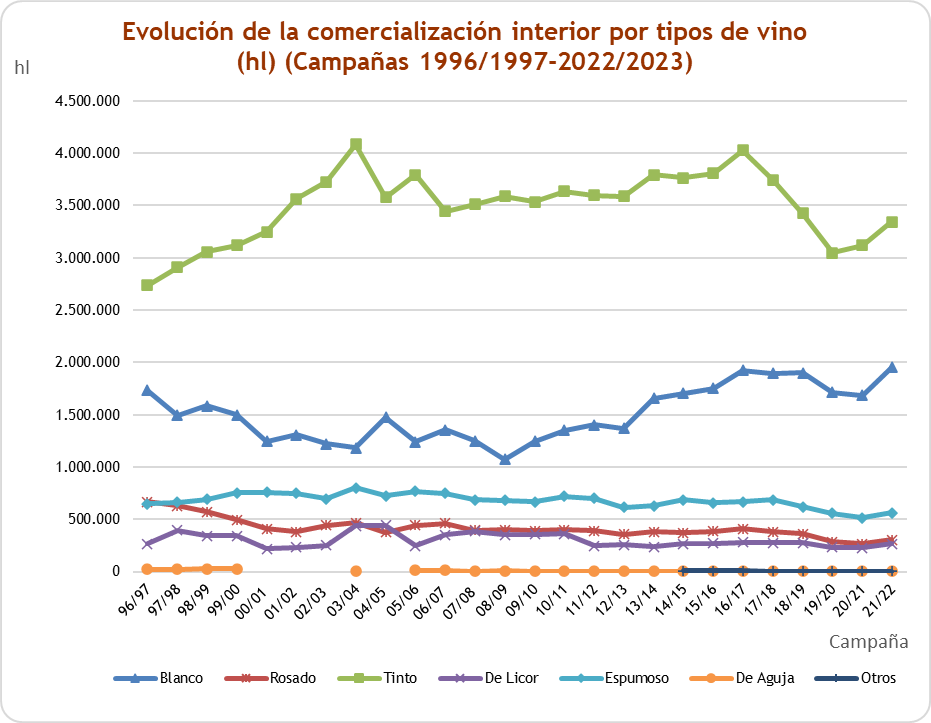 Evolución de la comercialización interior por tipos de vino
(hl) (Campañas 1996/1997-2022/2023)
hl
4.500.000
4.000.000
3.500.000
3.000.000
2.500.000
2.000.000
1.500.000
1.000.000
500.000
0
96/97 97/98 98/99 99/00 00/01 01/02 02/03 03/04 04/05 05/06 06/07 07/08 08/09 09/10 10/11 11/12 12/13 13/14 14/15 15/16 16/17 17/18 18/19 19/20 20/21 21/22
Campaña
Blanco Rosado Tinto De Licor Espumoso De Aguja Otros